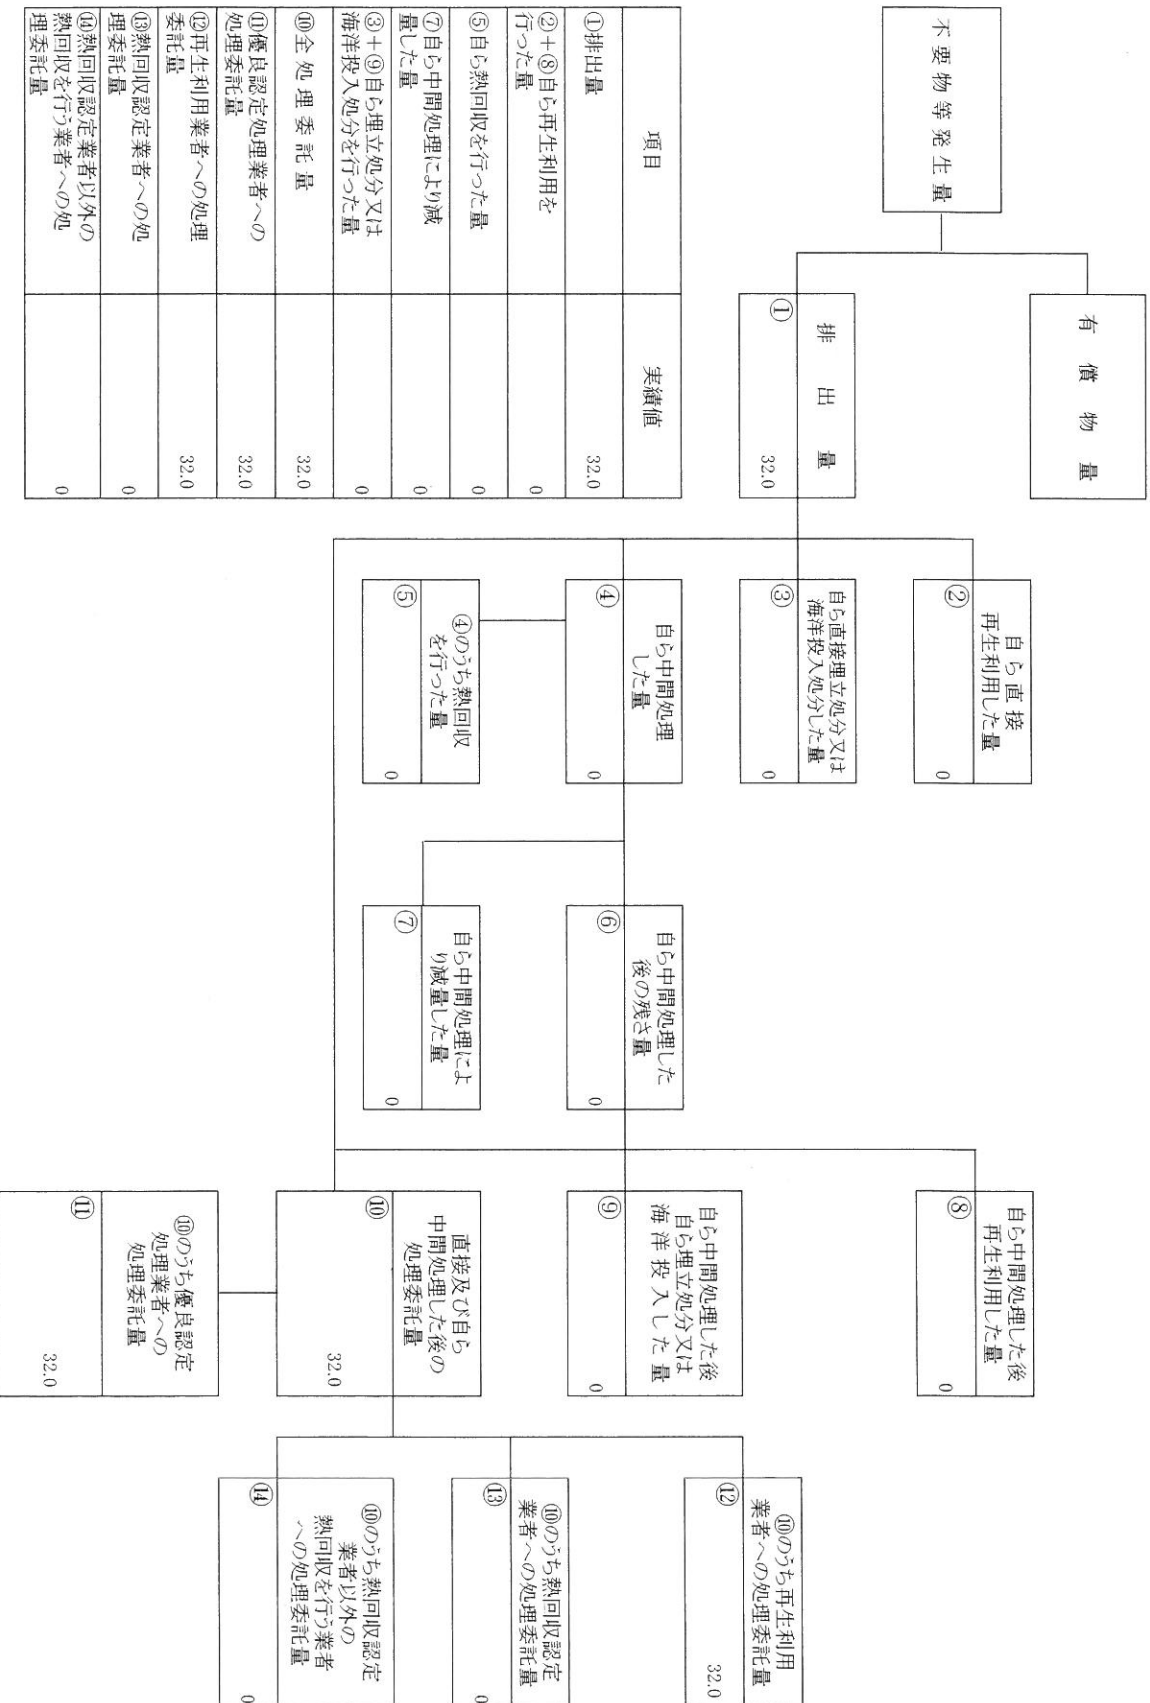 不要物等発生量
有償物量
排出量
①
32.0
自ら直接
再生利用した量
②
0
自ら直接埋立処分又は
海洋投入処分した量
③
0
自ら中間処理
した量
④
0
④のうち熱回収
を行った量
⑤
0
自ら中間処理した
後の残さ量
⑥
0
自ら中間処理によ
り減量した量
⑦
0
自ら中間処理した後
再生利用した量
⑧
0
自ら中間処理した後
自ら埋立処分又は
海洋投入した量
⑨
0
直接及び自ら
中間処理した後の
処理委託量
⑩
32.0
⑩のうち優良認定
処理業者への
処理委託量
⑪
32.0
⑩のうち再生利用
業者への処理委託量
⑫
32.0
⑩のうち熱回収認定
業者への処理委託量
⑬
0
⑩のうち熱回収認定
業者以外の
熱回収を行う業者
への処理委託量
⑭
0
項目 実績値
①排出量 32.0
②+⑧自ら再生利用を
行った量 0
⑤自ら熱回収を行った量 0
⑦自ら中間処理により減
量した量 0
③+⑨自ら埋立処分又は
海洋投入処分を行った量 0
⑩全処理委託量 32.0
⑪優良認定処理業者への
処理委託量 32.0
⑫再生利用業者への処理
委託量 32.0
⑬熱回収認定業者への処
理委託量 0
⑭熱回収認定業者以外の
熱回収を行う業者への処
理委託量 0